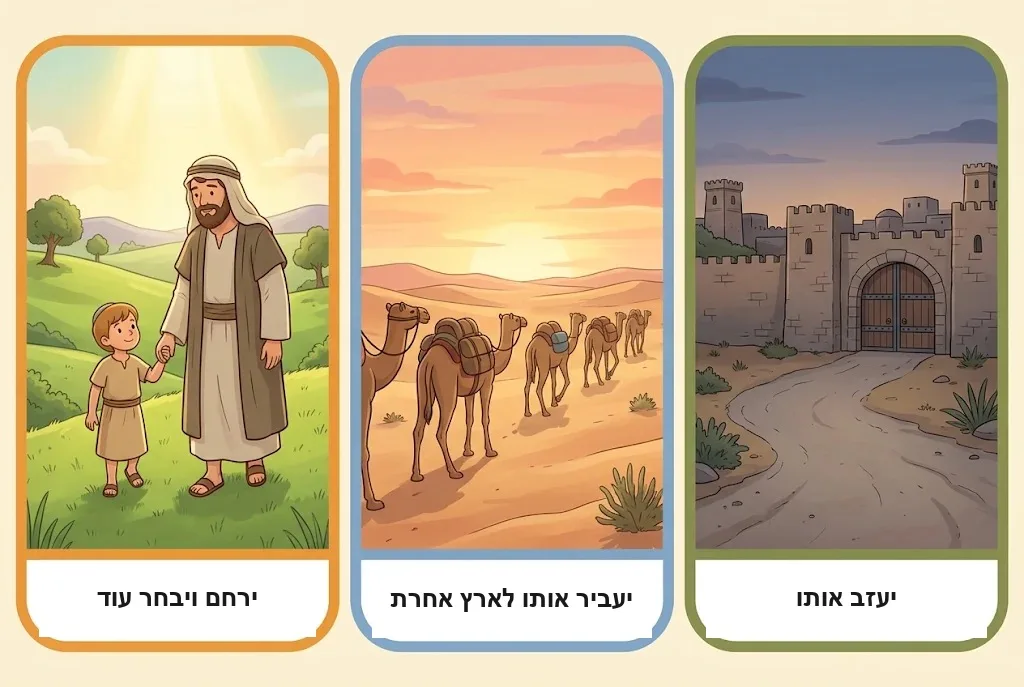 ירחם ויבחר עוד
יעביר אותו לארץ אחרת
יעזב אותו